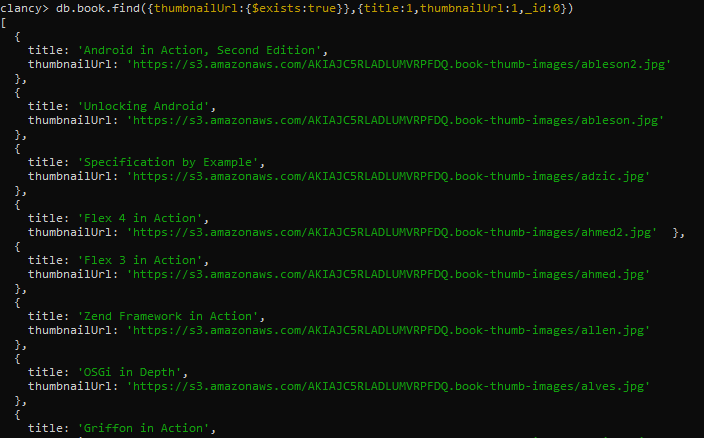 clancy> db.book.find({thumbnailUrl:{$exists:true}},{title:1,thumbnailUrl:1,_id:0})
[
  {
    title: 'Android in Action, Second Edition',
    thumbnailUrl: 'https://s3.amazonaws.com/AKIAJC5RLADLUMVRPFDQ.book-thumb-images/ableson2.jpg'
  },
  {
    title: 'Unlocking Android',
    thumbnailUrl: 'https://s3.amazonaws.com/AKIAJC5RLADLUMVRPFDQ.book-thumb-images/ableson.jpg'
  },
  {
    title: 'Specification by Example',
    thumbnailUrl: 'https://s3.amazonaws.com/AKIAJC5RLADLUMVRPFDQ.book-thumb-images/adzic.jpg'
  },
  {
    title: 'Flex 4 in Action',
    thumbnailUrl: 'https://s3.amazonaws.com/AKIAJC5RLADLUMVRPFDQ.book-thumb-images/ahmed2.jpg'  },
  {
    title: 'Flex 3 in Action',
    thumbnailUrl: 'https://s3.amazonaws.com/AKIAJC5RLADLUMVRPFDQ.book-thumb-images/ahmed.jpg'
  },
  {
    title: 'Zend Framework in Action',
    thumbnailUrl: 'https://s3.amazonaws.com/AKIAJC5RLADLUMVRPFDQ.book-thumb-images/allen.jpg'
  },
  {
    title: 'OSGi in Depth',
    thumbnailUrl: 'https://s3.amazonaws.com/AKIAJC5RLADLUMVRPFDQ.book-thumb-images/alves.jpg'
  },
  {
    title: 'Griffon in Action',